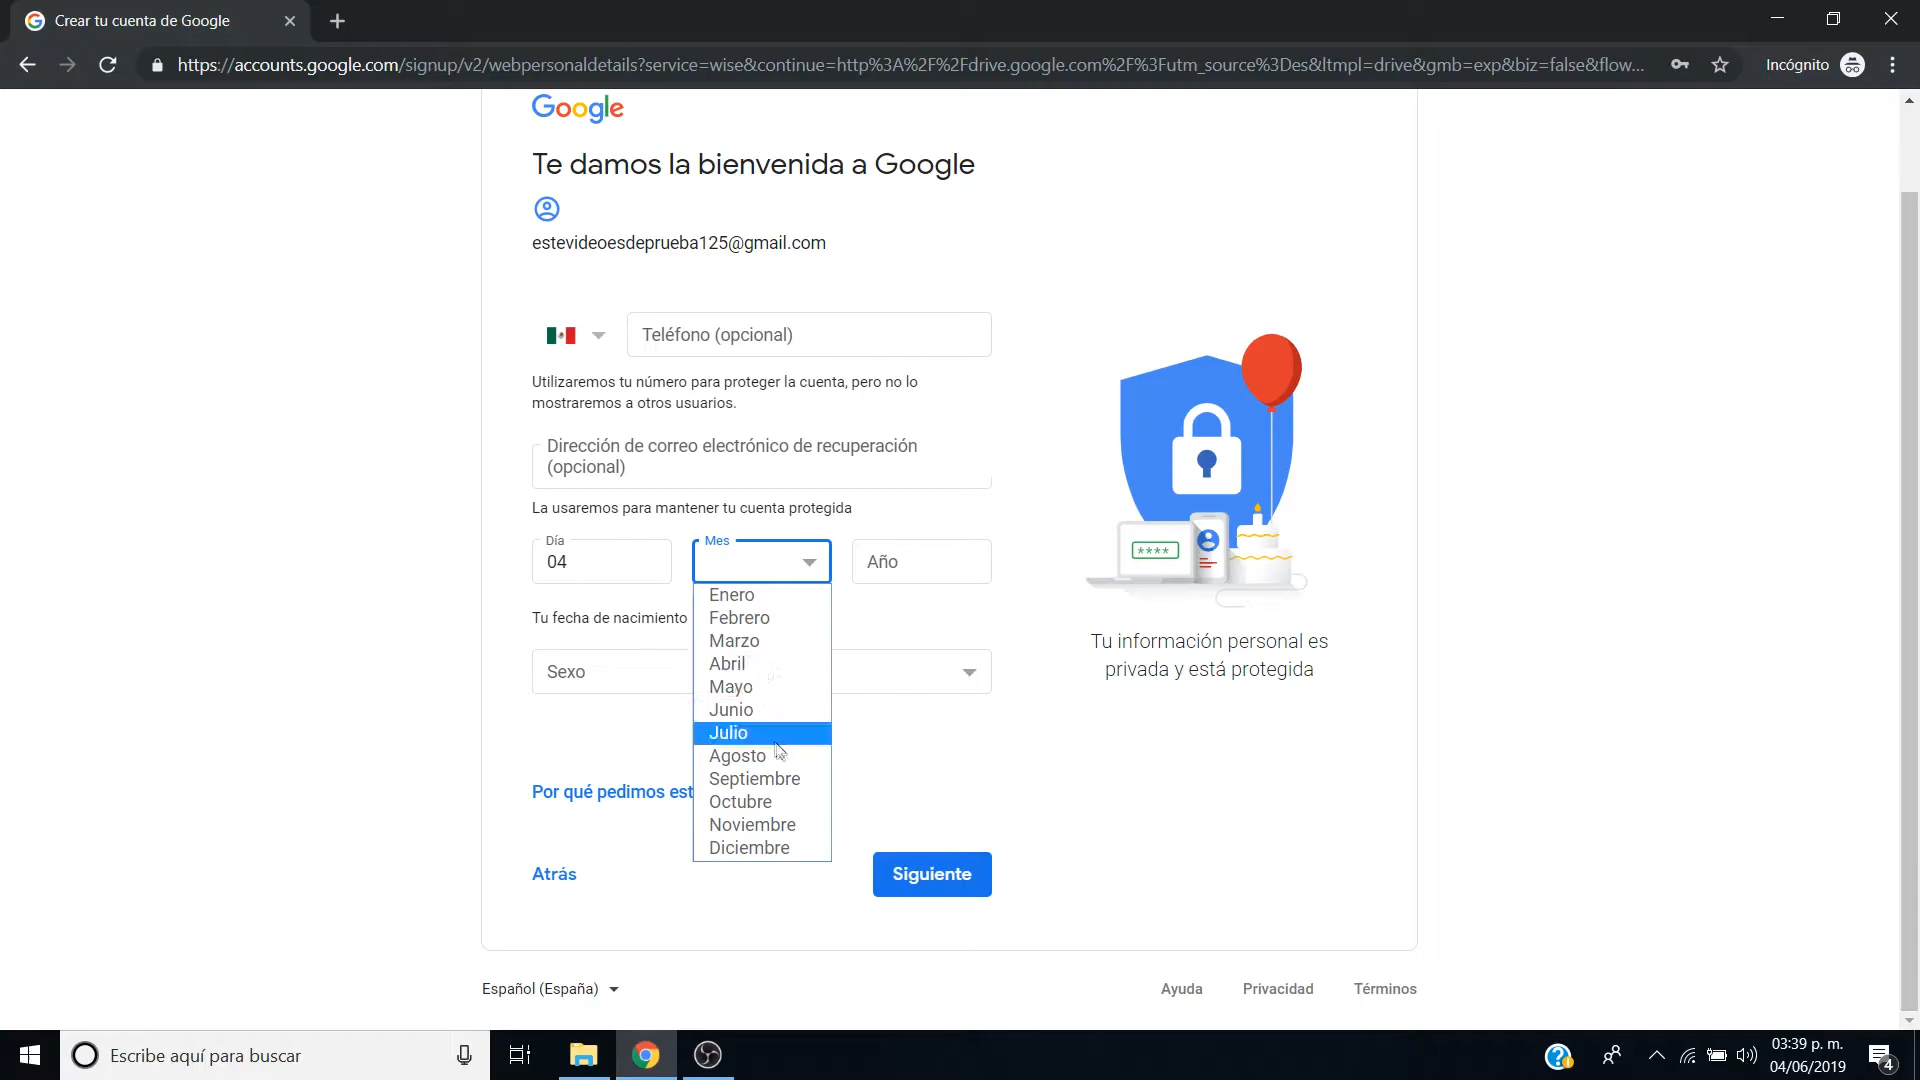 Crear tu cuenta de Google
https://accounts.google.com/signup/v2/webpersonaldetails?service=wise&continue=http%3A%2F%2Fdrive.google.com%2F%3Futm_source%3Des&ltmpl=drive&gmb=exp&biz=false&flow...
Incógnito
Google
Te damos la bienvenida a Google
estevideoesdeprueba125@gmail.com
Teléfono (opcional)
Utilizaremos tu número para proteger la cuenta, pero no lo
mostraremos a otros usuarios.
Dirección de correo electrónico de recuperación
(opcional)
La usaremos para mantener tu cuenta protegida
Día
04
Mes
Año
Enero
Febrero
Marzo
Abril
Mayo
Junio
Julio
Agosto
Septiembre
Octubre
Noviembre
Diciembre
Tu fecha de nacimiento
Sexo
Por qué pedimos est
Atrás
Siguiente
****
Tu información personal es
privada y está protegida
Español (España)
Ayuda
Privacidad
Términos
Escribe aquí para buscar
03:39 p. m.
04/06/2019
4